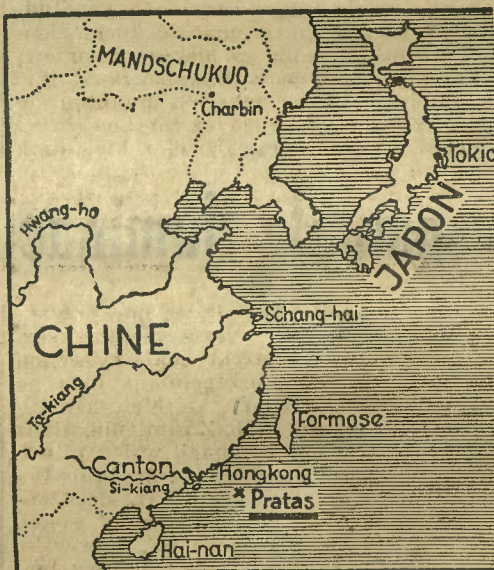 MANDSCHUKUO
Charbin
Tokio
Hwang-ho
JAPON
Schang-hai
CHINE
Ta-kiang
Formose
Canton
Hongkong
Si-kiang
Pratas
Hai-nan